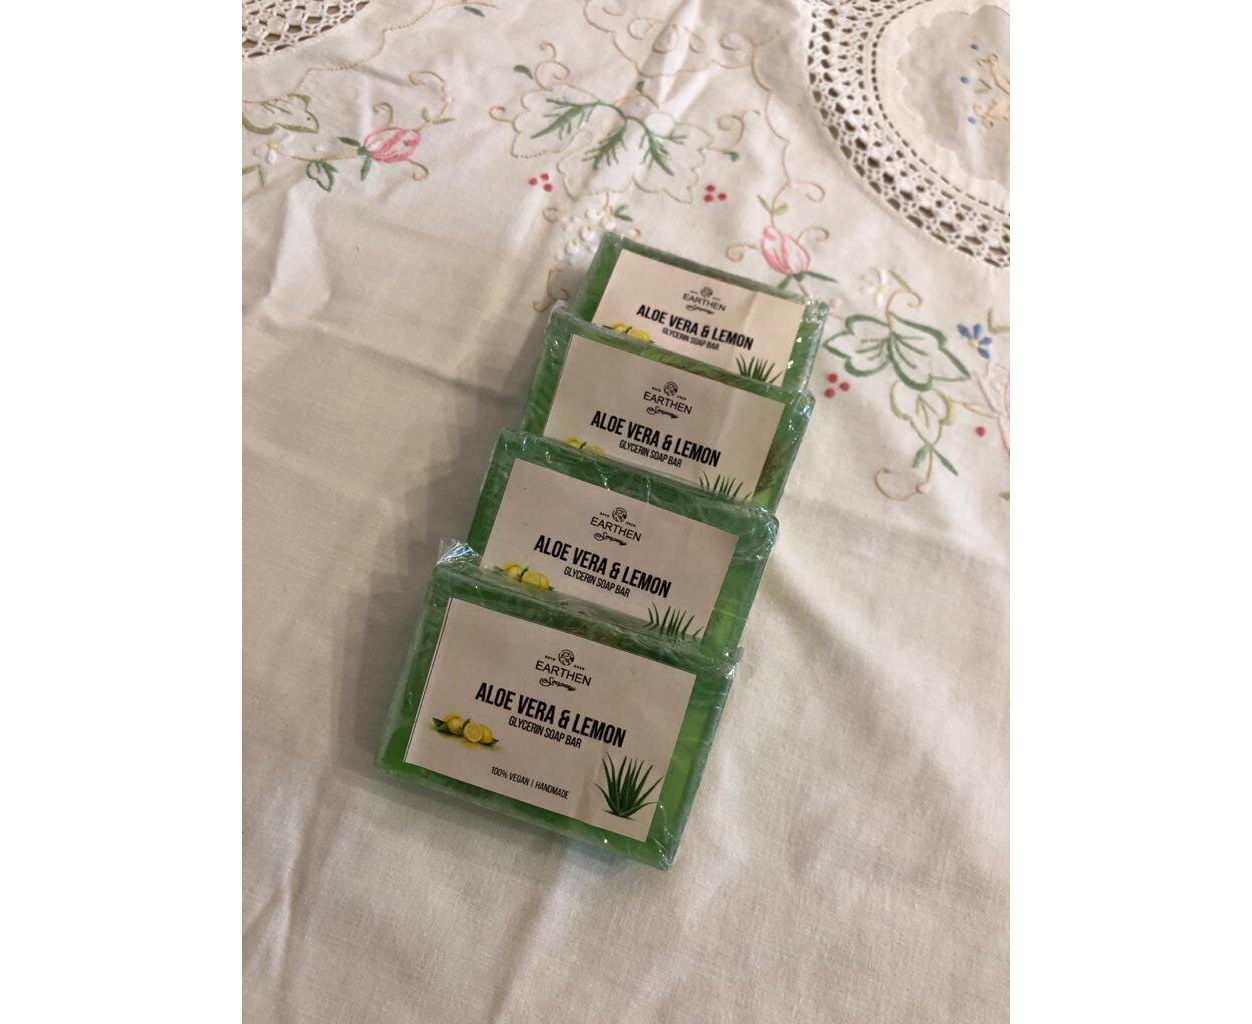 EARTHEN
ALOE VERA & LEMON
GLYCERIN SOAP BAR
EARTHEN
ALOE VERA & LEMON
GLYCERIN SOAP BAR
EARTHEN
ALOE VERA & LEMON
GLYCERIN SOAP BAR
EARTHEN
ALOE VERA & LEMON
GLYCERIN SOAP BAR
100% VEGAN | HANDMADE